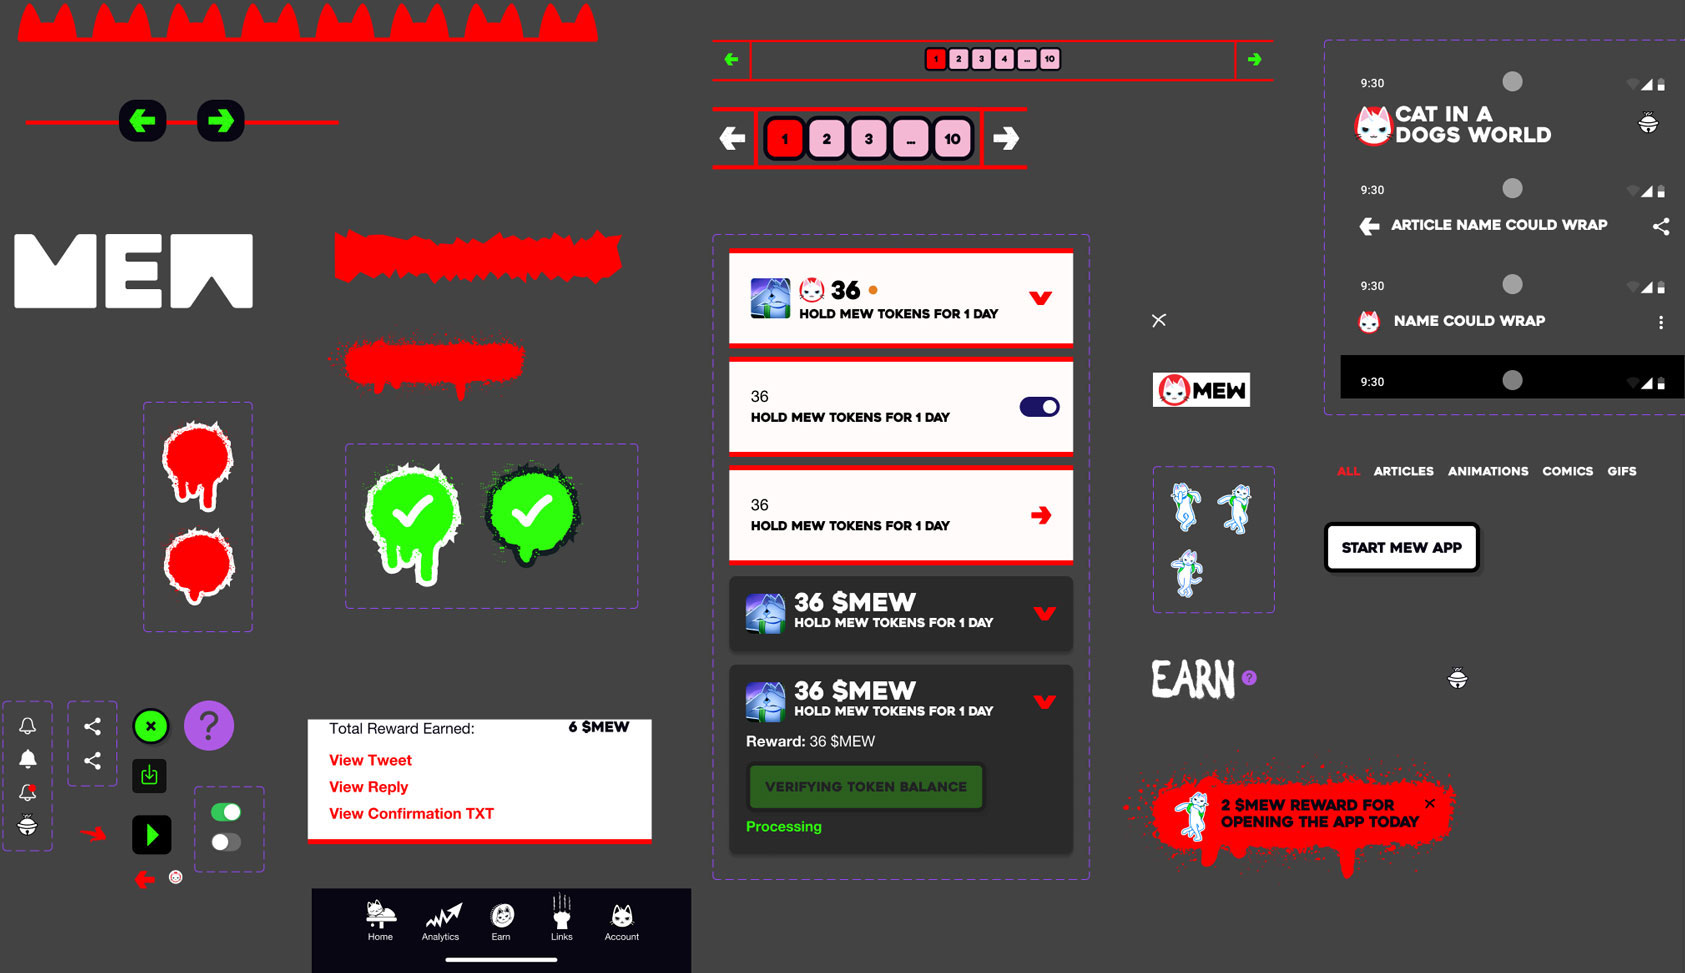 1 2 3 4 ... 10
1 2 3 ... 10
MEW
36
HOLD MEW TOKENS FOR 1 DAY
36
HOLD MEW TOKENS FOR 1 DAY
36
HOLD MEW TOKENS FOR 1 DAY
36 $MEW
HOLD MEW TOKENS FOR 1 DAY
36 $MEW
HOLD MEW TOKENS FOR 1 DAY
Reward: 36 $MEW
VERIFYING TOKEN BALANCE
Processing
?
Total Reward Earned: 6 $MEW
View Tweet
View Reply
View Confirmation TXT
Home Analytics Earn Links Account
9:30
CAT IN A
DOGS WORLD
9:30
ARTICLE NAME COULD WRAP
9:30
NAME COULD WRAP
9:30
MEW
ALL ARTICLES ANIMATIONS COMICS GIFS
START MEW APP
EARN ?
2 $MEW REWARD FOR
OPENING THE APP TODAY